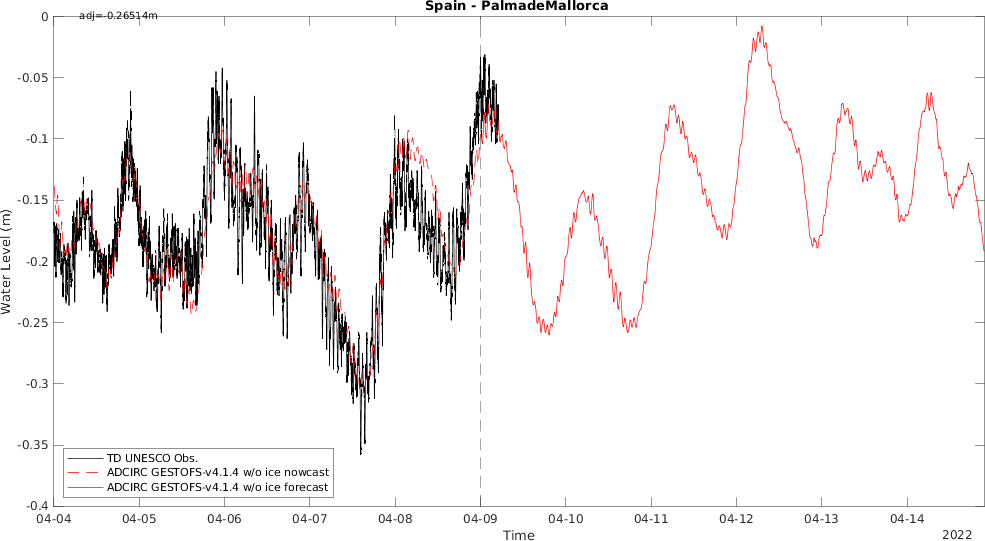 Spain - PalmadeMallorca
adj=-0.26514m
0
-0.05
-0.1
-0.15
-0.2
-0.25
-0.3
-0.35
-0.4
Water Level (m)
TD UNESCO Obs.
ADCIRC GESTOFS-v4.1.4 w/o ice nowcast
ADCIRC GESTOFS-v4.1.4 w/o ice forecast
04-04 04-05 04-06 04-07 04-08 04-09 04-10 04-11 04-12 04-13 04-14
Time
2022